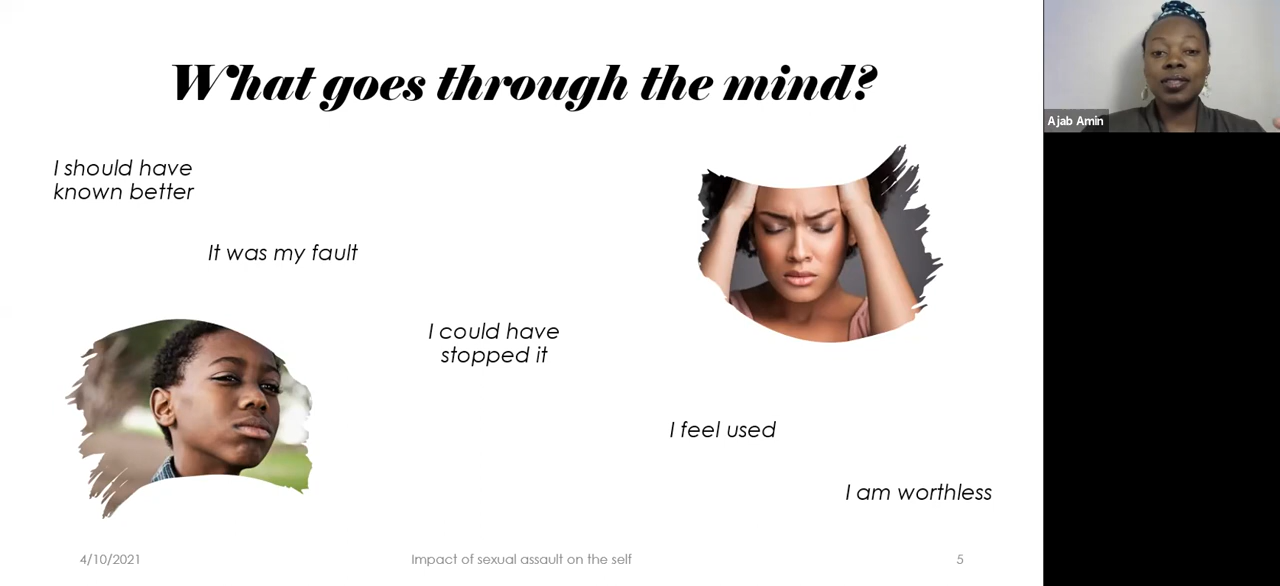 What goes through the mind?
Ajab Amin
I should have
known better
It was my fault
I could have
stopped it
I feel used
I am worthless
4/10/2021
Impact of sexual assault on the self
5